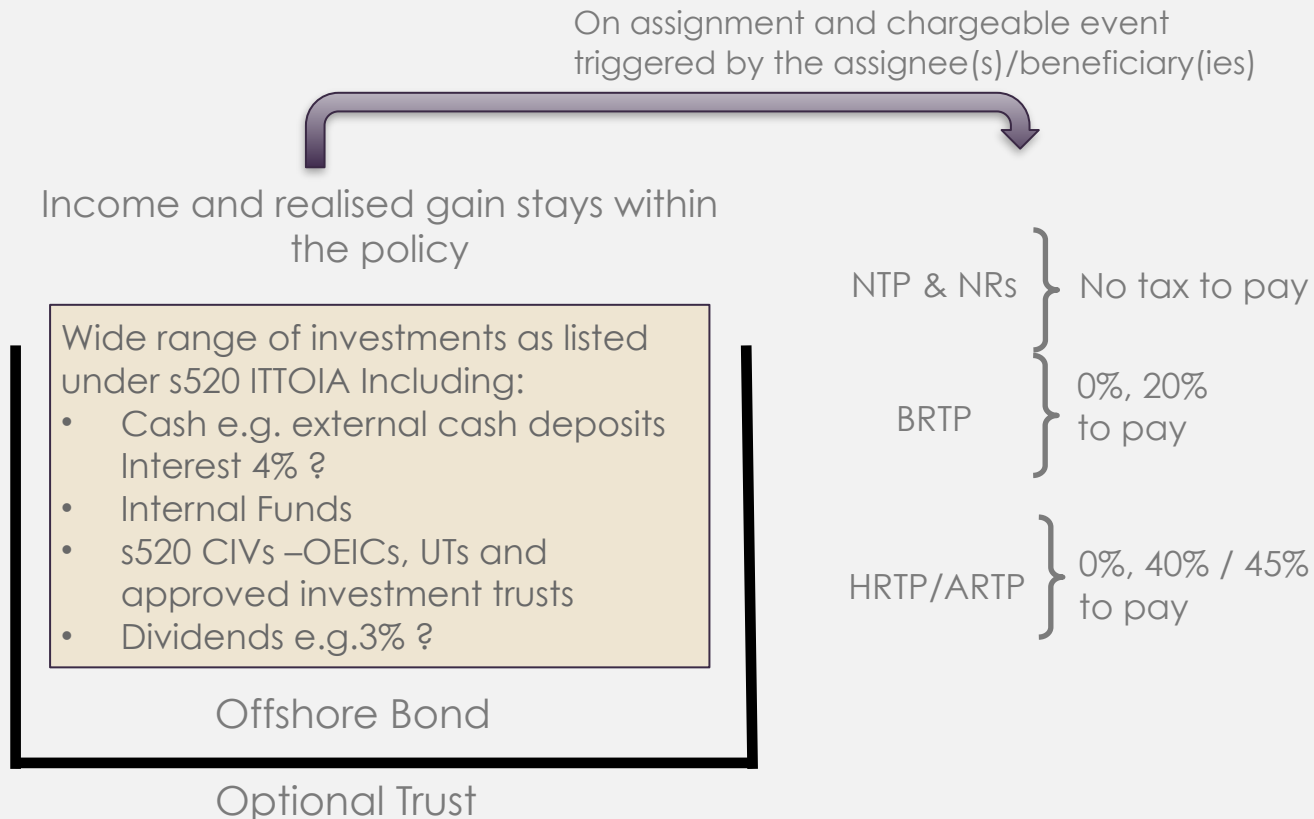 On assignment and chargeable event
triggered by the assignee(s)/beneficiary(ies)
Income and realised gain stays within
the policy
Wide range of investments as listed
under s520 ITTOIA Including:
• Cash e.g. external cash deposits
Interest 4% ?
• Internal Funds
• s520 CIVs –OEICs, UTs and
approved investment trusts
• Dividends e.g.3% ?
Offshore Bond
Optional Trust
NTP & NRs
No tax to pay
BRTP
0%, 20%
to pay
HRTP/ARTP
0%, 40% / 45%
to pay